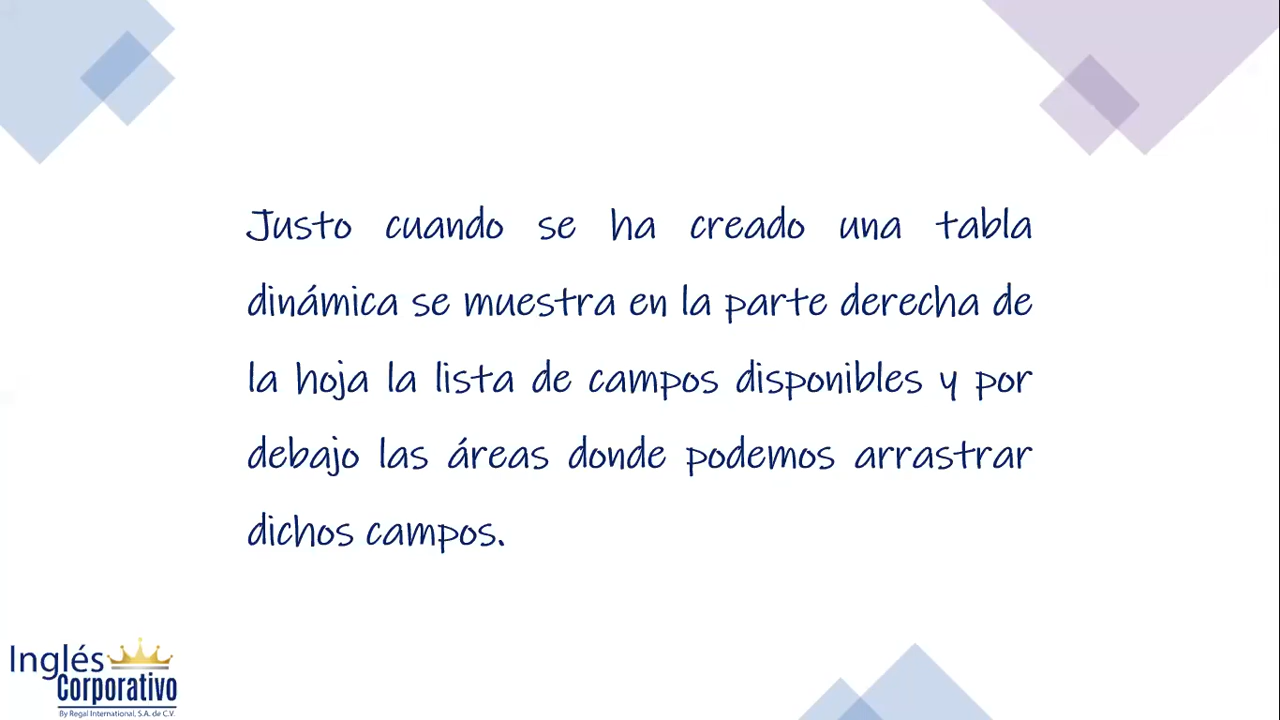 Justo cuando se ha creado una tabla
dinámica se muestra en la parte derecha de
la hoja la lista de campos disponibles y por
debajo las áreas donde podemos arrastrar
dichos campos.
Inglés
Corporativo
By Regal International, S.A. de C.V.